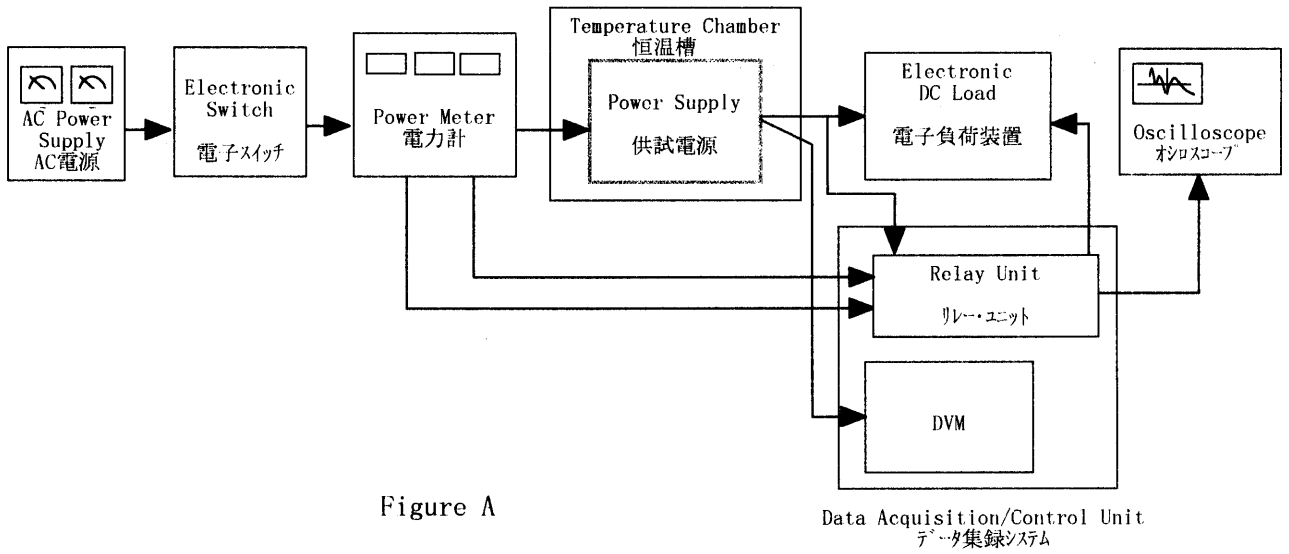 AC Power
Supply
AC電源
Electronic
Switch
電子スイッチ
Power Meter
電力計
Temperature Chamber
恒温槽
Power Supply
供試電源
Electronic
DC Load
電子負荷装置
Oscilloscope
オシロスコープ
Relay Unit
リレー・ユニット
DVM
Figure A
Data Acquisition/Control Unit
データ集録システム